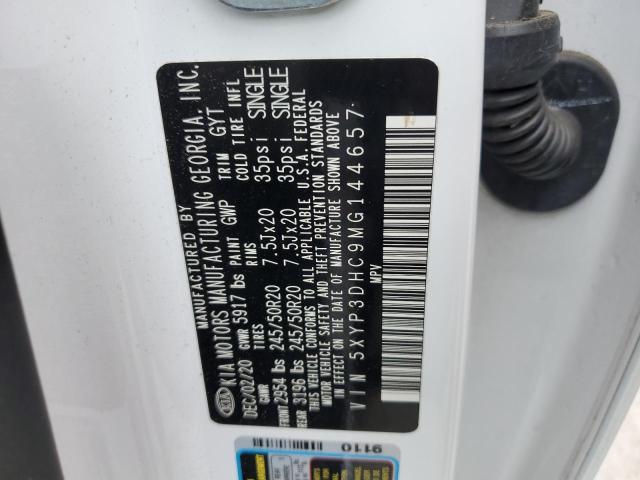 MANUFACTURED BY
KIA KIA MOTORS MANUFACTURING GEORGIA, INC.
DEC/02/20 GVWR 5917 lbs PAINT GWP TRIM GYT
GAWR TIRES RIMS COLD TIRE INFL
FRONT 2954 lbs 245/50R20 7.5Jx20 35psi SINGLE
REAR 3196 lbs 245/50R20 7.5Jx20 35psi SINGLE
THIS VEHICLE CONFORMS TO ALL APPLICABLE U.S.A. FEDERAL
MOTOR VEHICLE SAFETY AND THEFT PREVENTION STANDARDS
IN EFFECT ON THE DATE OF MANUFACTURE SHOWN ABOVE
VIN 5XYP3DHC9MG144657
MPV
9110